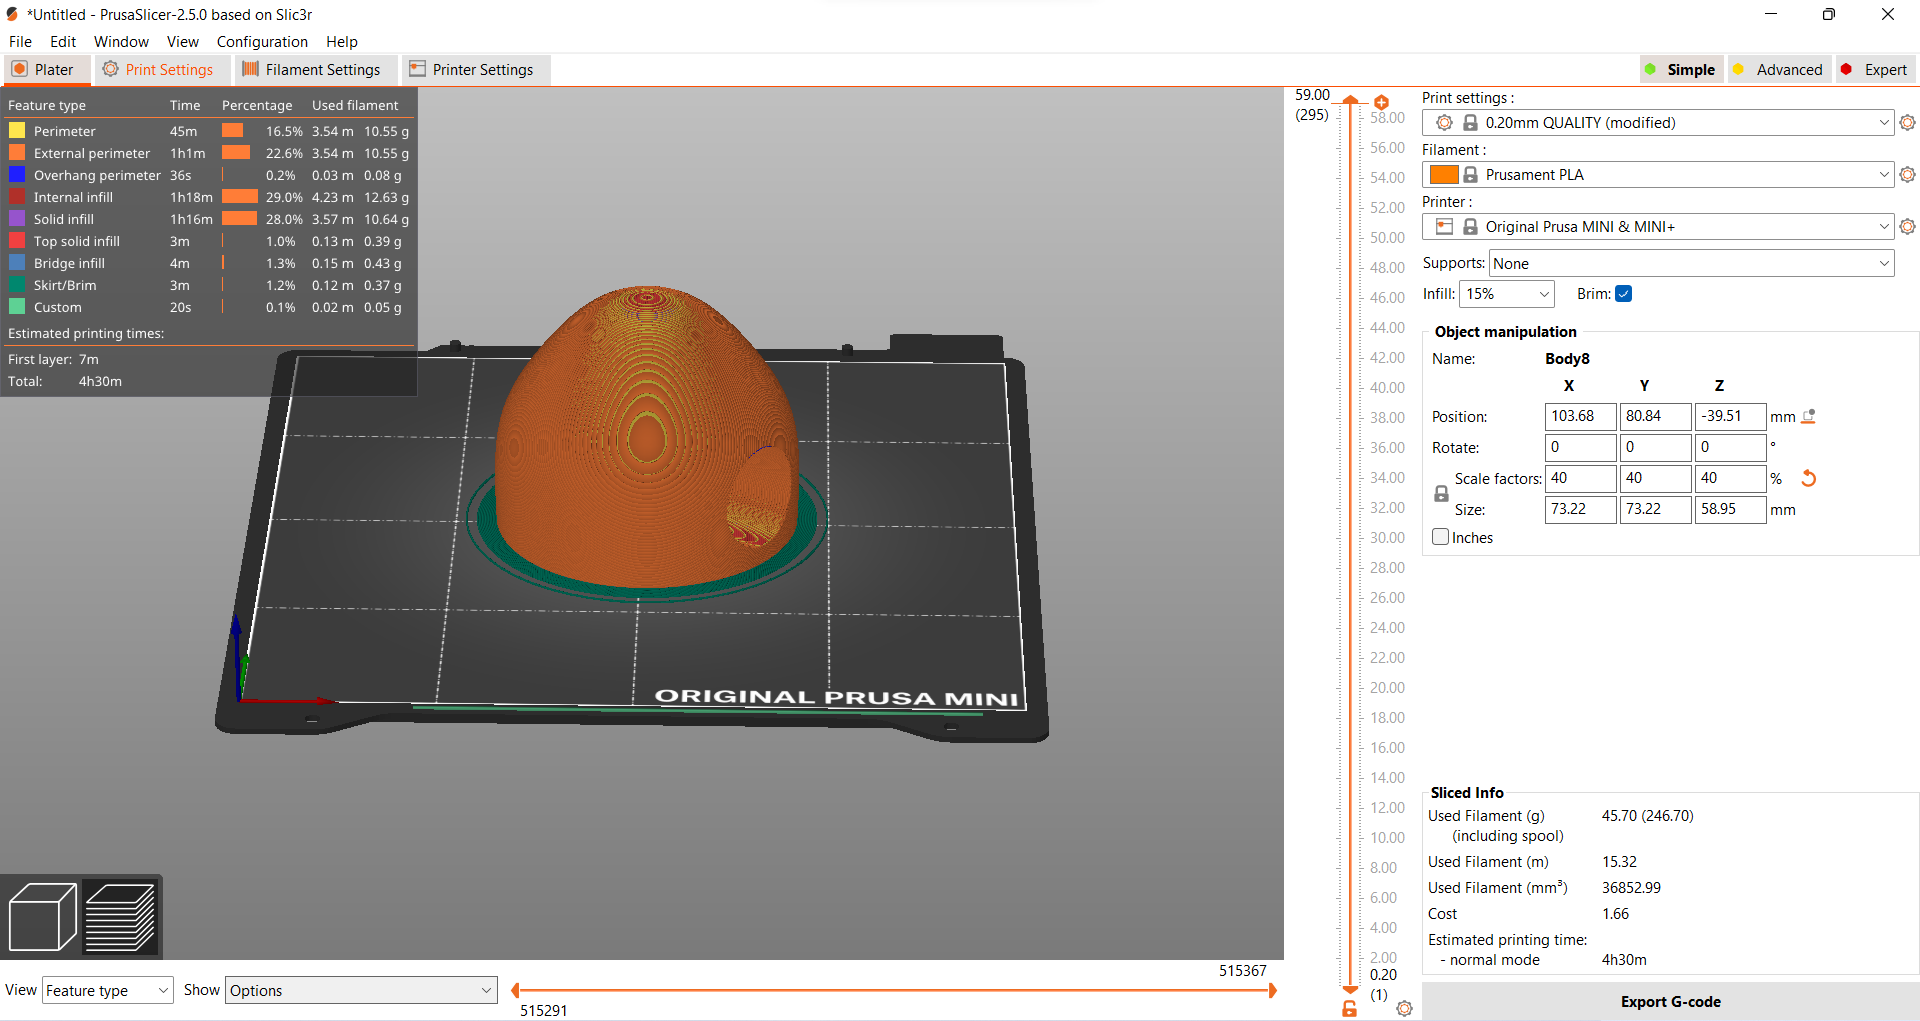 *Untitled - PrusaSlicer-2.5.0 based on Slic3r
File Edit Window View Configuration Help
Plater Print Settings Filament Settings Printer Settings Simple Advanced Expert
Feature type Time Percentage Used filament
Perimeter 45m 16.5% 3.54 m 10.55 g
External perimeter 1h1m 22.6% 3.54 m 10.55 g
Overhang perimeter 36s 0.2% 0.03 m 0.08 g
Internal infill 1h18m 29.0% 4.23 m 12.63 g
Solid infill 1h16m 28.0% 3.57 m 10.64 g
Top solid infill 3m 1.0% 0.13 m 0.39 g
Bridge infill 4m 1.3% 0.15 m 0.43 g
Skirt/Brim 3m 1.2% 0.12 m 0.37 g
Custom 20s 0.1% 0.02 m 0.05 g
Estimated printing times:
First layer: 7m
Total: 4h30m
ORIGINAL PRUSA MINI
View Feature type Show Options
515367
515291
59.00
(295)
58.00
56.00
54.00
52.00
50.00
48.00
46.00
44.00
42.00
40.00
38.00
36.00
34.00
32.00
30.00
28.00
26.00
24.00
22.00
20.00
18.00
16.00
14.00
12.00
10.00
8.00
6.00
4.00
2.00
0.20
(1)
Print settings :
0.20mm QUALITY (modified)
Filament :
Prusament PLA
Printer :
Original Prusa MINI & MINI+
Supports: None
Infill: 15% Brim:
Object manipulation
Name: Body8
X Y Z
Position: 103.68 80.84 -39.51 mm
Rotate: 0 0 0 °
Scale factors: 40 40 40 %
Size: 73.22 73.22 58.95 mm
Inches
Sliced Info
Used Filament (g) 45.70 (246.70)
(including spool)
Used Filament (m) 15.32
Used Filament (mm³) 36852.99
Cost 1.66
Estimated printing time:
- normal mode 4h30m
Export G-code